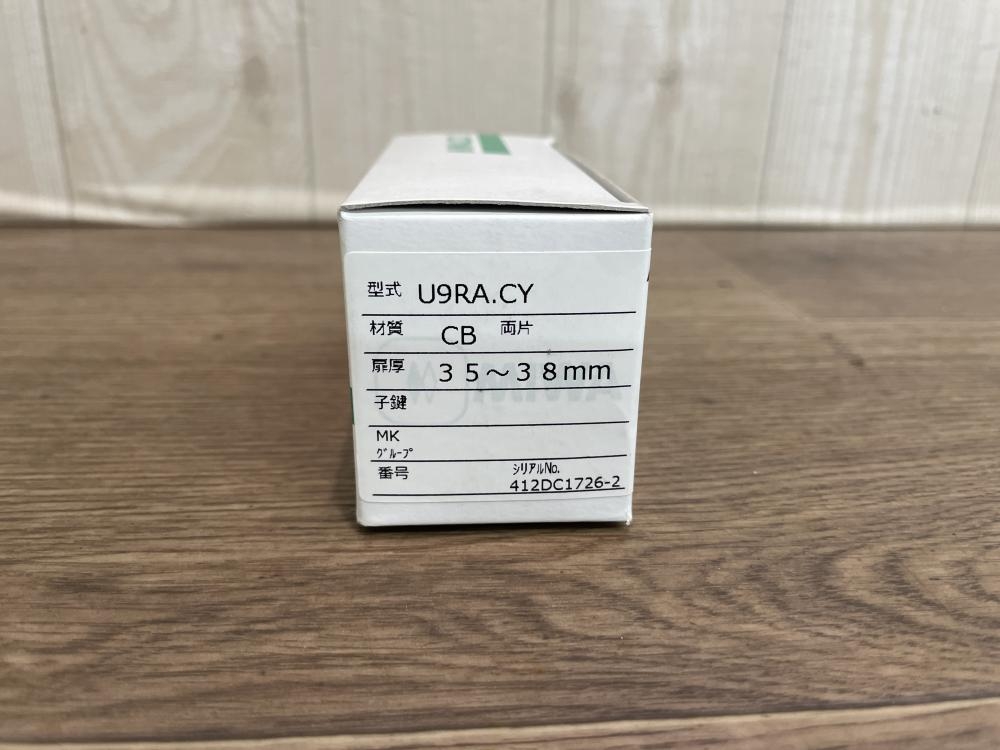 型式 U9RA.CY
材質 CB 両片
扉厚 35～38mm
子鍵
MK
ｸﾞﾙｰﾌﾟ
番号 ｼﾘｱﾙNo.
412DC1726-2
MIWA